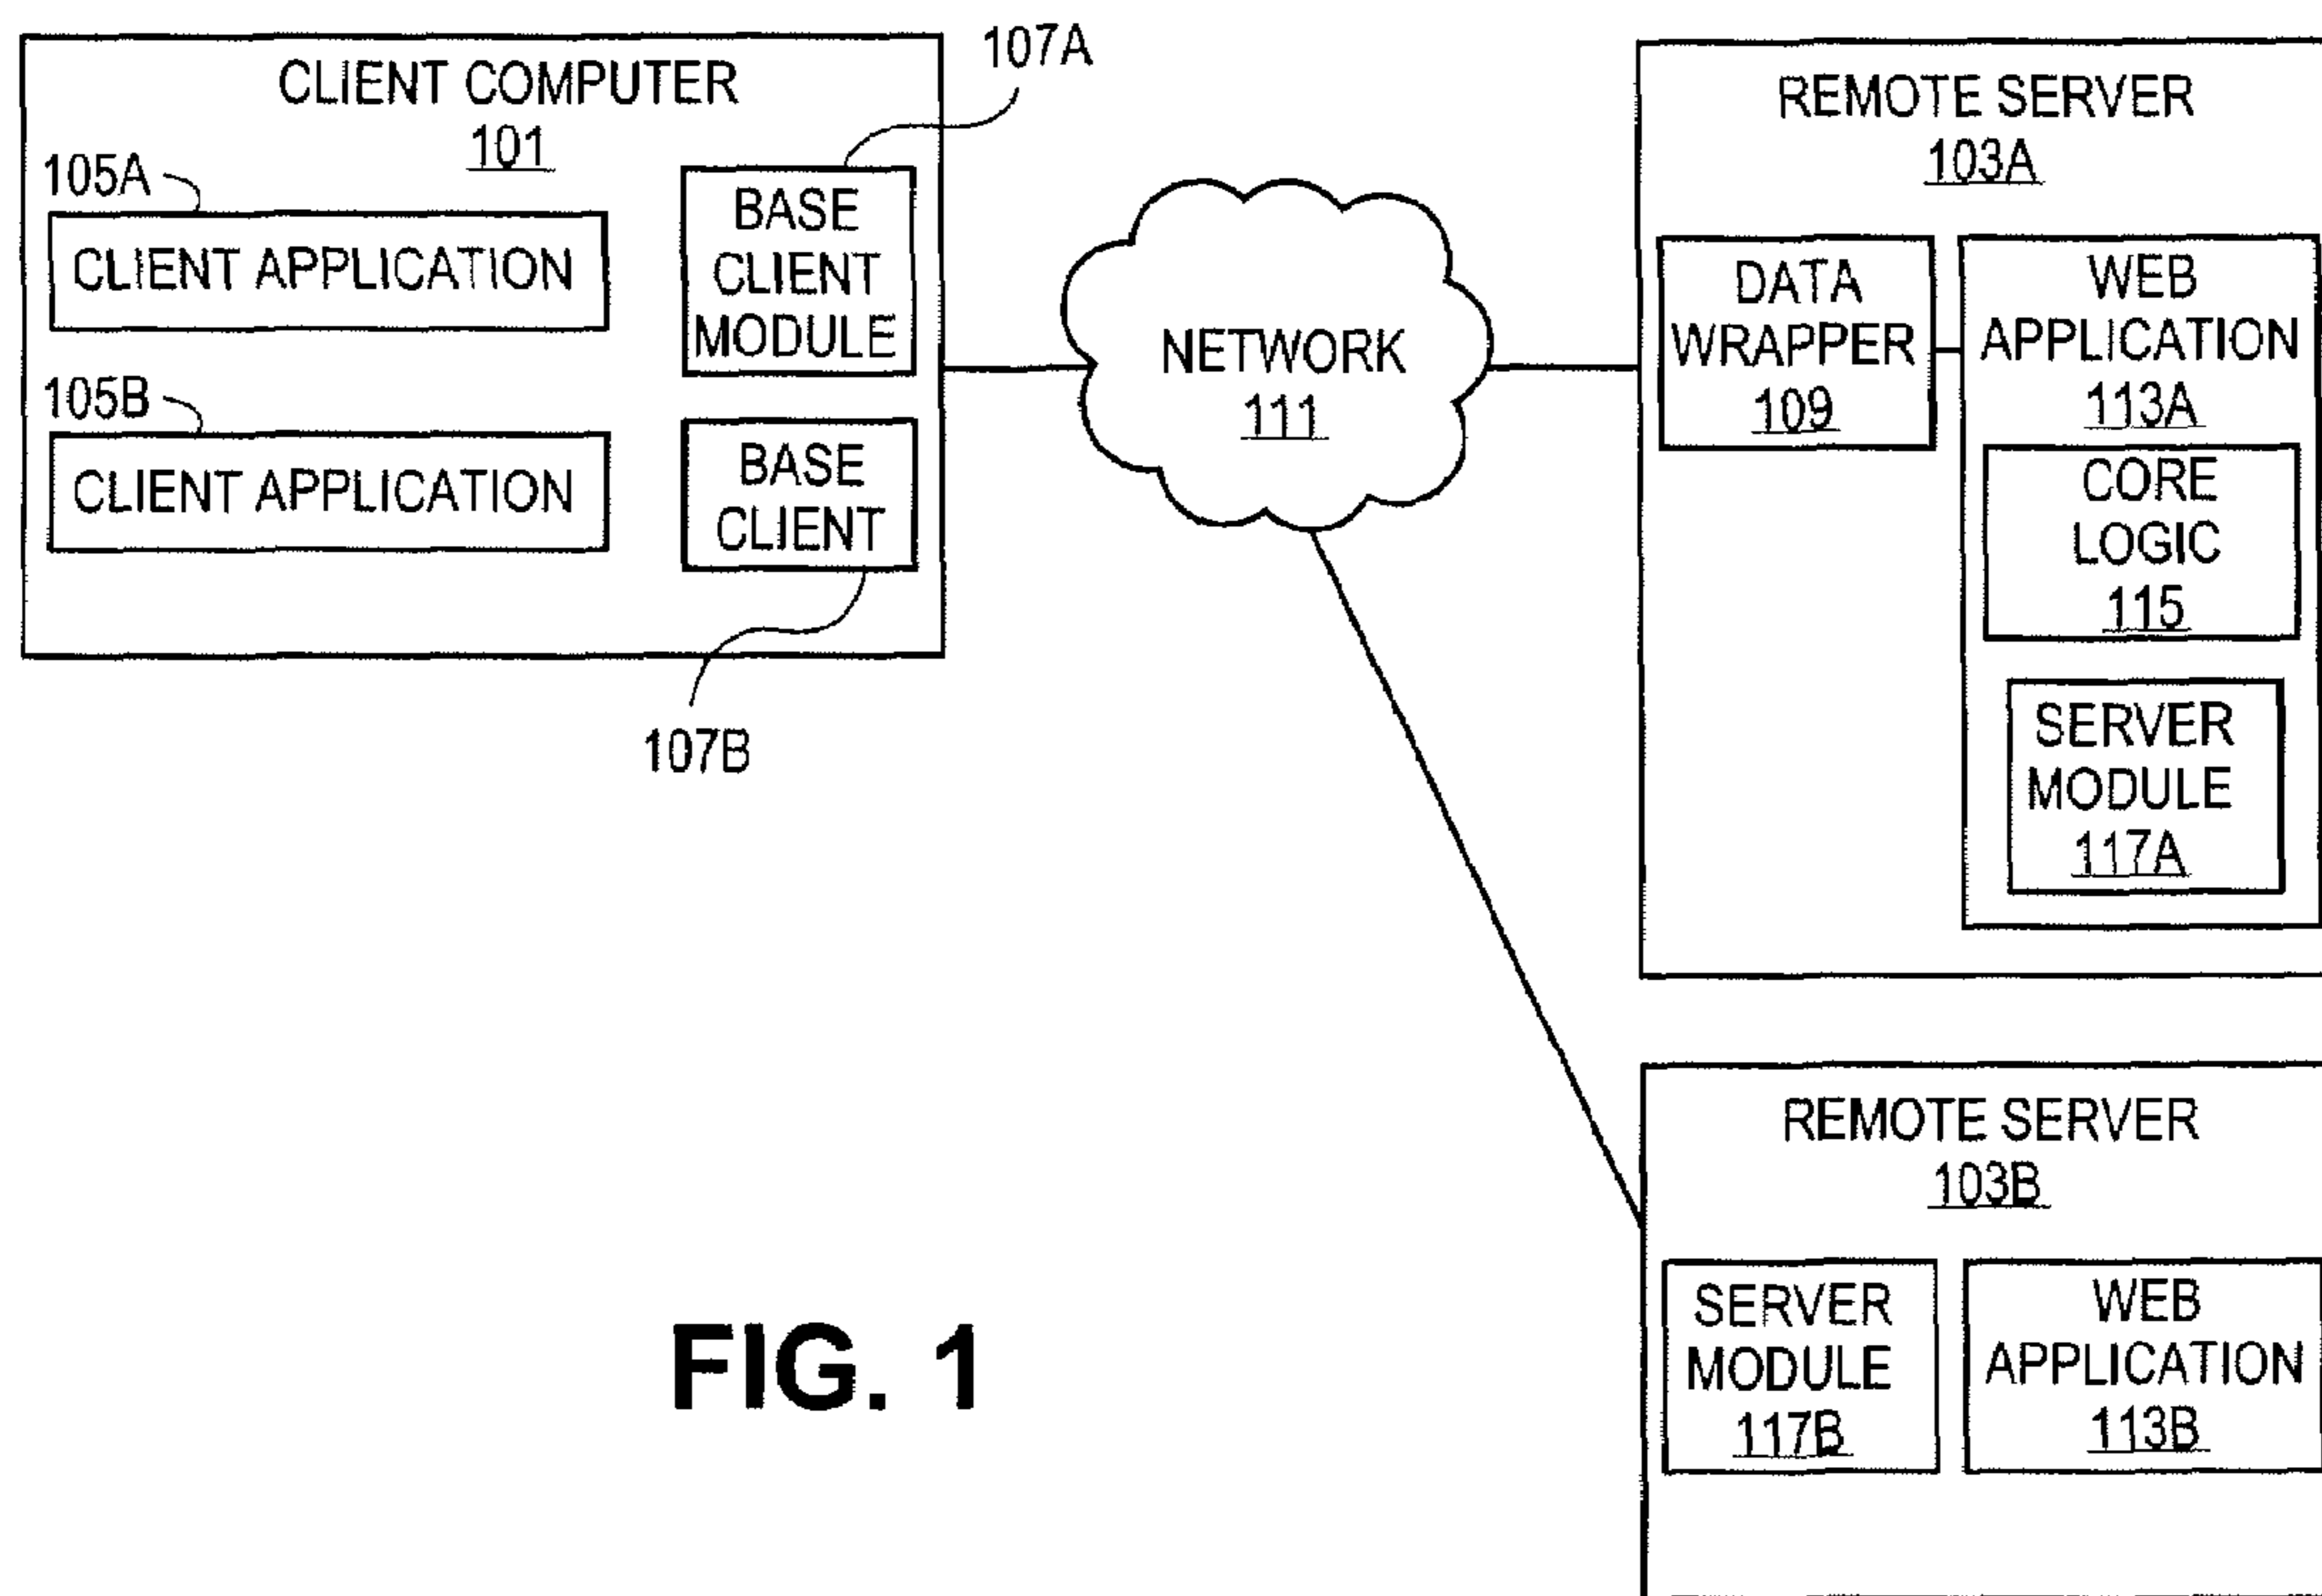 CLIENT COMPUTER
101
107A
105A
CLIENT APPLICATION
BASE
CLIENT
MODULE
105B
CLIENT APPLICATION
BASE
CLIENT
107B
NETWORK
111
REMOTE SERVER
103A
DATA
WRAPPER
109
WEB
APPLICATION
113A
CORE
LOGIC
115
SERVER
MODULE
117A
REMOTE SERVER
103B
SERVER
MODULE
117B
WEB
APPLICATION
113B
FIG. 1